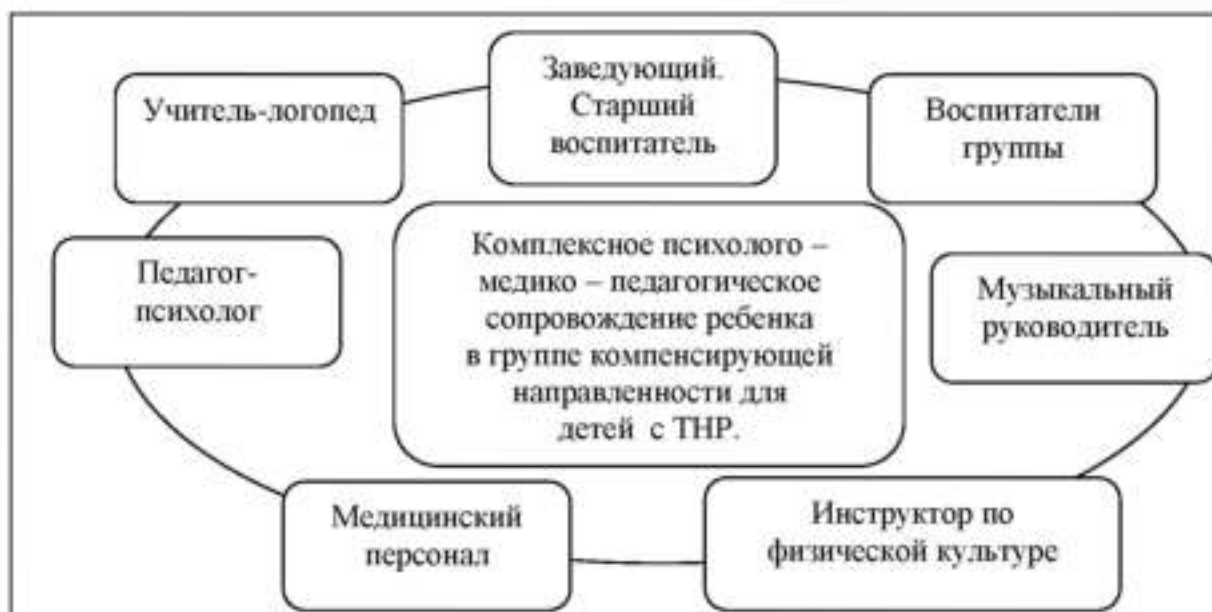 Заведующий.
Старший
воспитатель
Учитель-логопед
Воспитатели
группы
Педагог-
психолог
Комплексное психолого –
медико – педагогическое
сопровождение ребенка
в группе компенсирующей
направленности для
детей с ТНР.
Музыкальный
руководитель
Медицинский
персонал
Инструктор по
физической культуре